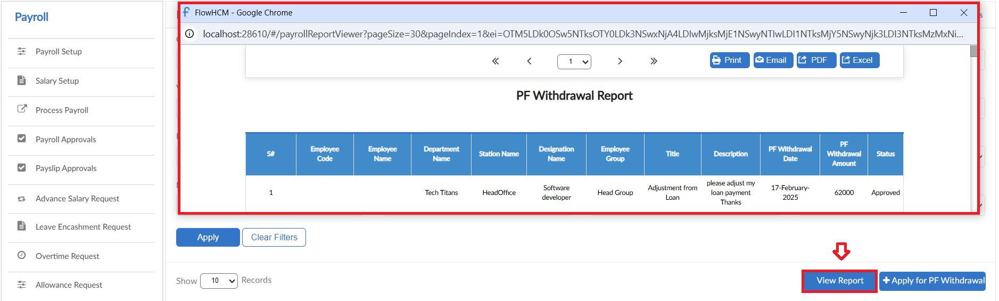 Payroll
Payroll Setup
Salary Setup
Process Payroll
Payroll Approvals
Payslip Approvals
Advance Salary Request
Leave Encashment Request
Overtime Request
Allowance Request
FlowHCM - Google Chrome
localhost:28610/#/payrollReportViewer?pageSize=30&pageIndex=1&ei=OTM5LDk0OSw5NTksOTY0LDk3NSwxNjA4LDIwMjksMjE1NSwyNTIwLDI1NTksMjY5NSwyNjk3LDI3NTksMzMxNi...
1
Print
Email
PDF
Excel
PF Withdrawal Report
S#
Employee
Code
Employee
Name
Department
Name
Station Name
Designation
Name
Employee
Group
Title
Description
PF Withdrawal
Date
PF
Withdrawal
Amount
Status
1
Tech Titans
HeadOffice
Software
developer
Head Group
Adjustment from
Loan
please adjust my
loan payment
Thanks
17-February-
2025
62000
Approved
Apply
Clear Filters
Show 10 Records
View Report
Apply for PF Withdrawal